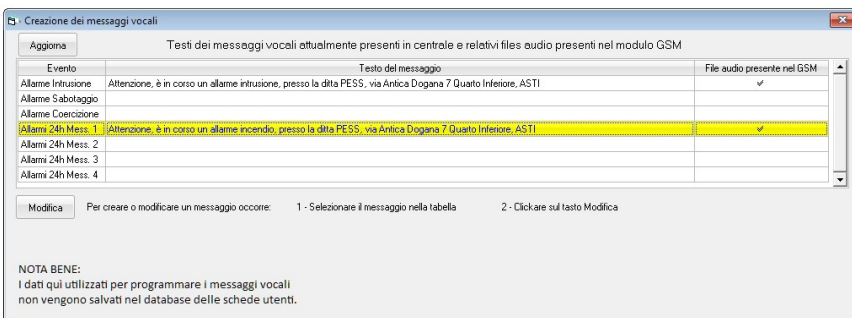 Creazione dei messaggi vocali
Aggiorna Testi dei messaggi vocali attualmente presenti in centrale e relativi files audio presenti nel modulo GSM
Evento Testo del messaggio File audio presente nel GSM
Allarme Intrusione Attenzione, è in corso un allarme intrusione, presso la ditta PESS, via Antica Dogana 7 Quarto Inferiore, ASTI ✓
Allarme Sabotaggio
Allarme Coercizione
Allarmi 24h Mess. 1 Attenzione, è in corso un allarme incendio, presso la ditta PESS, via Antica Dogana 7 Quarto Inferiore, ASTI ✓
Allarmi 24h Mess. 2
Allarmi 24h Mess. 3
Allarmi 24h Mess. 4
Modifica Per creare o modificare un messaggio occorre: 1 - Selezionare il messaggio nella tabella 2 - Clickare sul tasto Modifica
NOTA BENE:
I dati quì utilizzati per programmare i messaggi vocali
non vengono salvati nel database delle schede utenti.